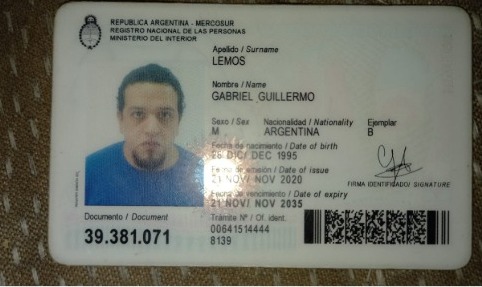 REPUBLICA ARGENTINA - MERCOSUR
REGISTRO NACIONAL DE LAS PERSONAS
MINISTERIO DEL INTERIOR
Apellido / Surname
LEMOS
Nombre / Name
GABRIEL GUILLERMO
Sexo / Sex Nacionalidad / Nationality Ejemplar
M ARGENTINA B
Fecha de nacimiento / Date of birth
DIC/ DEC 1995
Fecha de emisión / Date of issue
21 NOV/ NOV 2020
Fecha de vencimiento / Date of expiry
21 NOV/ NOV 2035
FIRMA IDENTIFICADO/ SIGNATURE
Documento / Document
39.381.071
Trámite Nº / Of. ident.
00641514444
8139